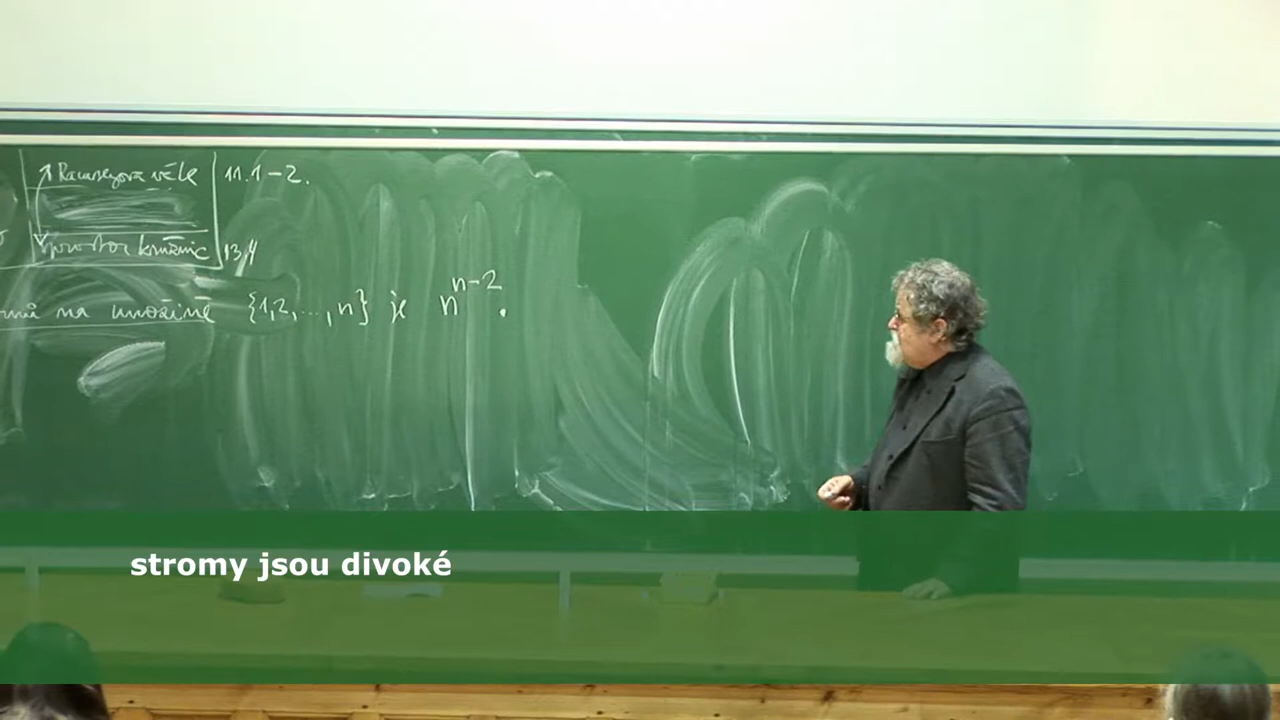 Ramseyova věta 11.1-2.
prostor kružnic 13,4
na množině {1,2,...,n} je n^{n-2}.
stromy jsou divoké